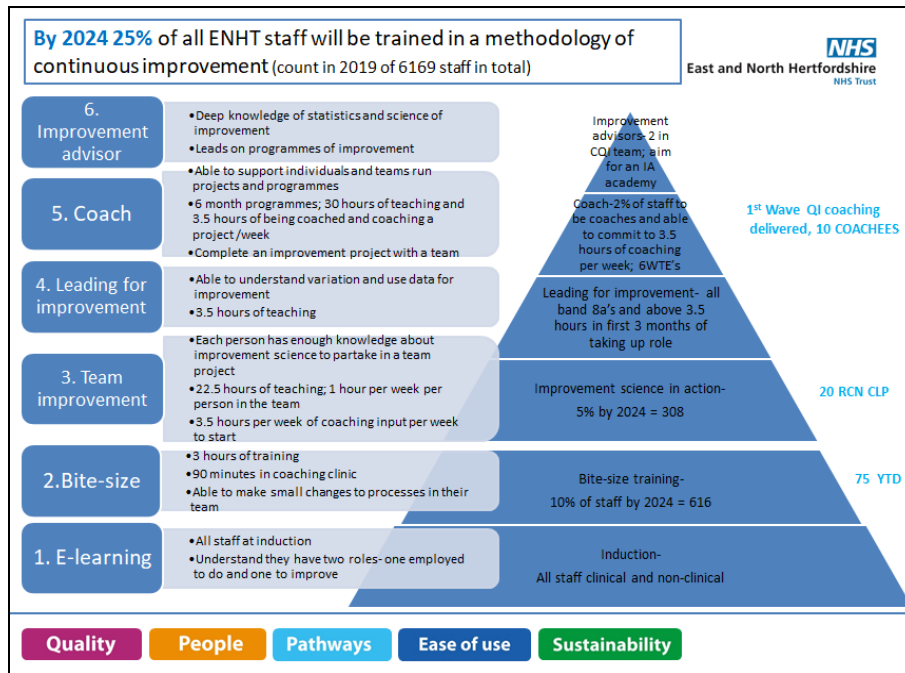 By 2024 25% of all ENHT staff will be trained in a methodology of
continuous improvement (count in 2019 of 6169 staff in total)
NHS
East and North Hertfordshire
NHS Trust
6.
Improvement
advisor
•Deep knowledge of statistics and science of
improvement
•Leads on programmes of improvement
Improvement
advisors- 2 in
CQI team; aim
for an IA
academy
5. Coach
•Able to support individuals and teams run
projects and programmes
•6 month programmes; 30 hours of teaching and
3.5 hours of being coached and coaching a
project /week
•Complete an improvement project with a team
Coach-2% of staff to
be coaches and able
to commit to 3.5
hours of coaching
per week; 6WTE's
1st Wave QI coaching
delivered, 10 COACHEES
4. Leading for
improvement
•Able to understand variation and use data for
improvement
•3.5 hours of teaching
Leading for improvement- all
band 8a's and above 3.5
hours in first 3 months of
taking up role
3. Team
improvement
•Each person has enough knowledge about
improvement science to partake in a team
project
•22.5 hours of teaching; 1 hour per week per
person in the team
•3.5 hours per week of coaching input per week
to start
Improvement science in action-
5% by 2024 = 308
20 RCN CLP
2.Bite-size
•3 hours of training
•90 minutes in coaching clinic
•Able to make small changes to processes in their
team
Bite-size training-
10% of staff by 2024 = 616
75 YTD
1. E-learning
•All staff at induction
•Understand they have two roles- one employed
to do and one to improve
Induction-
All staff clinical and non-clinical
Quality
People
Pathways
Ease of use
Sustainability